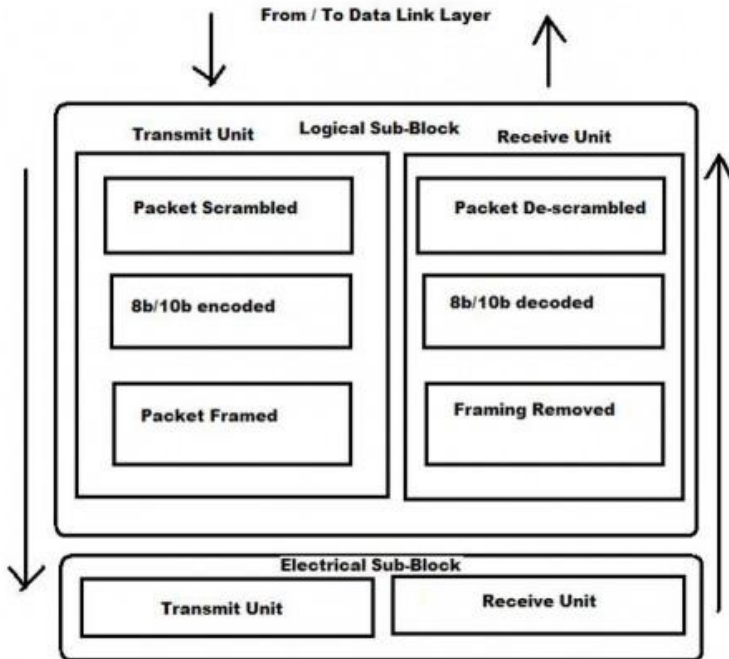 From / To Data Link Layer
Logical Sub-Block
Transmit Unit
Receive Unit
Packet Scrambled
Packet De-scrambled
8b/10b encoded
8b/10b decoded
Packet Framed
Framing Removed
Electrical Sub-Block
Transmit Unit
Receive Unit